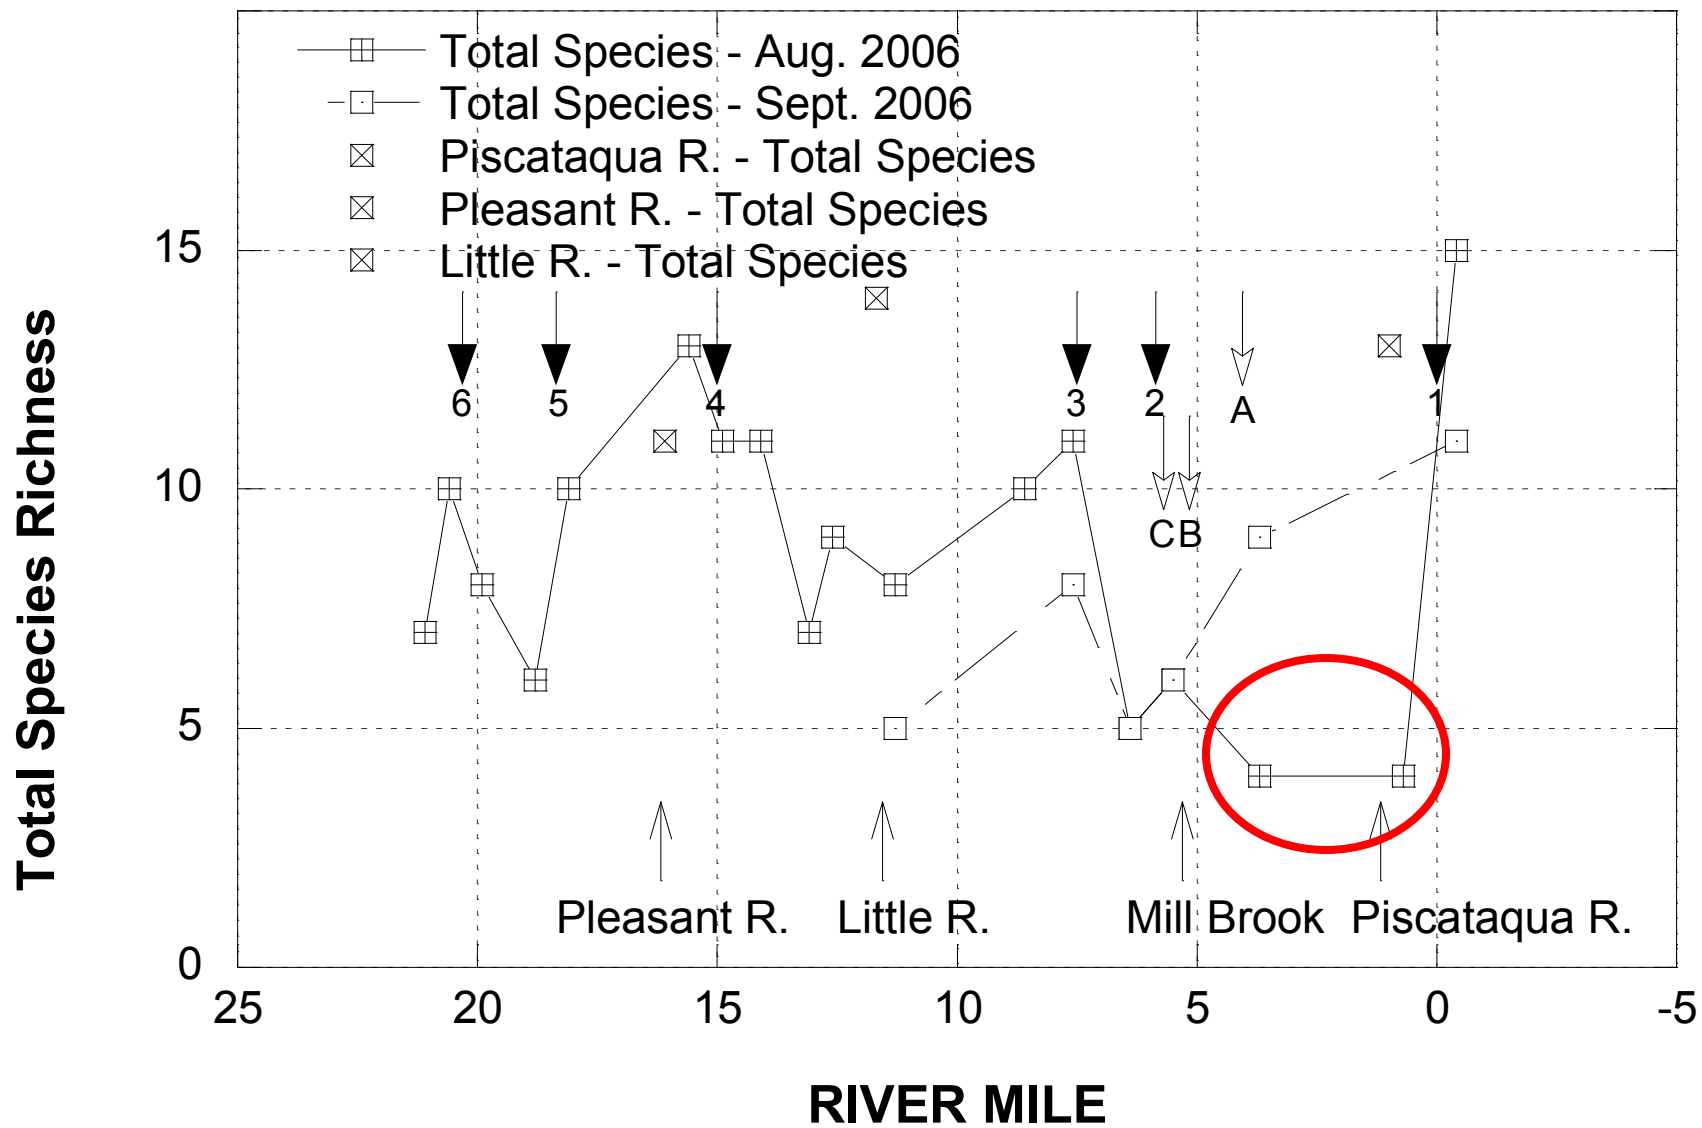 Total Species - Aug. 2006
Total Species - Sept. 2006
Piscataqua R. - Total Species
Pleasant R. - Total Species
Little R. - Total Species
Total Species Richness
15
10
5
0
6
5
4
3
2
A
1
C
B
Pleasant R.
Little R.
Mill Brook
Piscataqua R.
25
20
15
10
5
0
-5
RIVER MILE